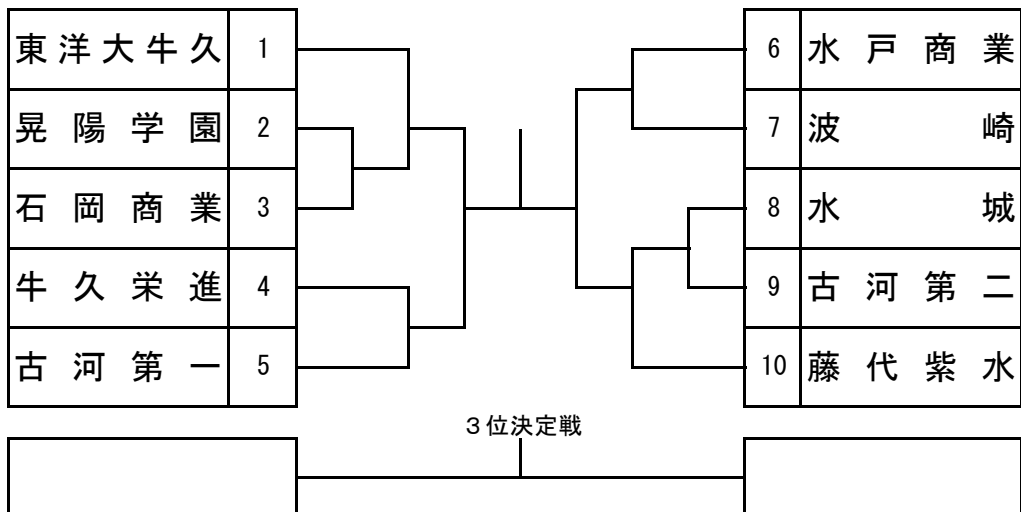 東洋大牛久 1
晃陽学園 2
石岡商業 3
牛久栄進 4
古河第一 5
6 水戸商業
7 波崎
8 水城
9 古河第二
10 藤代紫水
３位決定戦